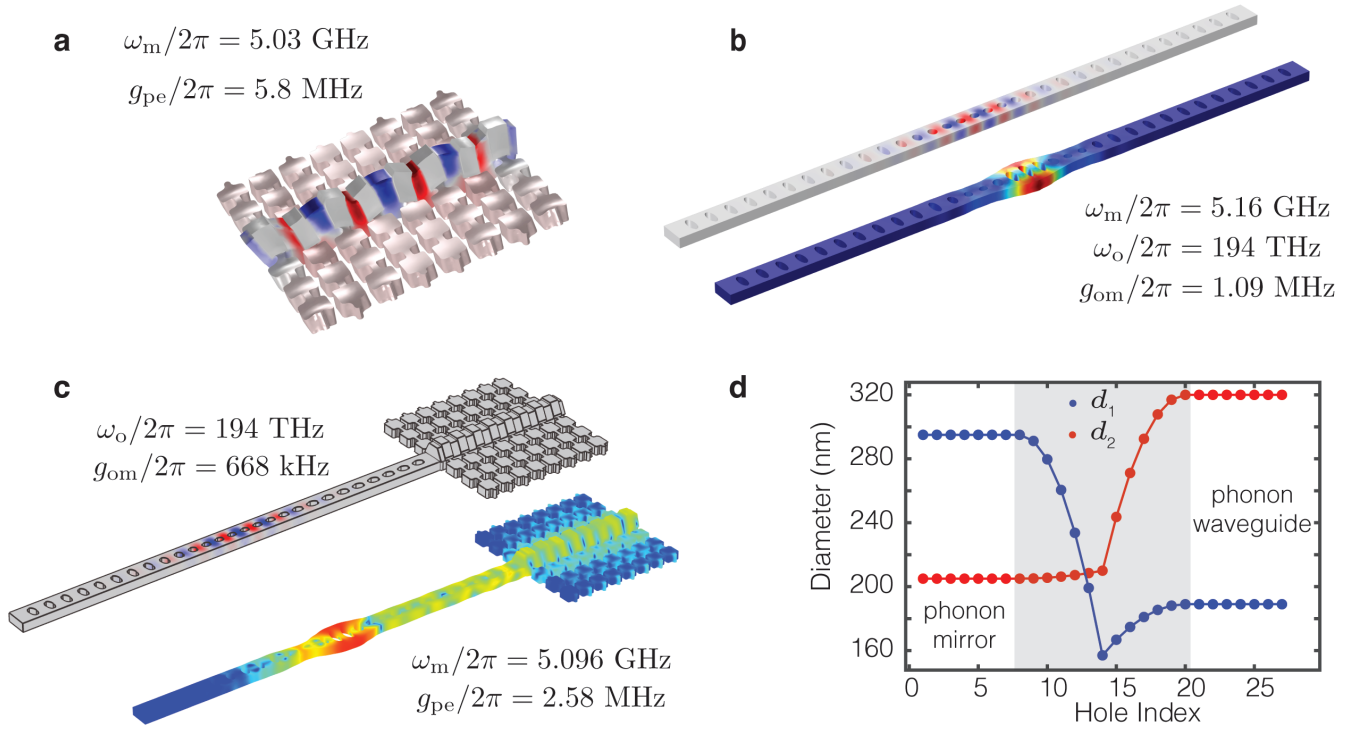 a
ωm/2π = 5.03 GHz
gpe/2π = 5.8 MHz
b
ωm/2π = 5.16 GHz
ωo/2π = 194 THz
gom/2π = 1.09 MHz
c
ωo/2π = 194 THz
gom/2π = 668 kHz
ωm/2π = 5.096 GHz
gpe/2π = 2.58 MHz
d
Diameter (nm)
320
280
240
200
160
d1
d2
phonon
waveguide
phonon
mirror
0 5 10 15 20 25
Hole Index